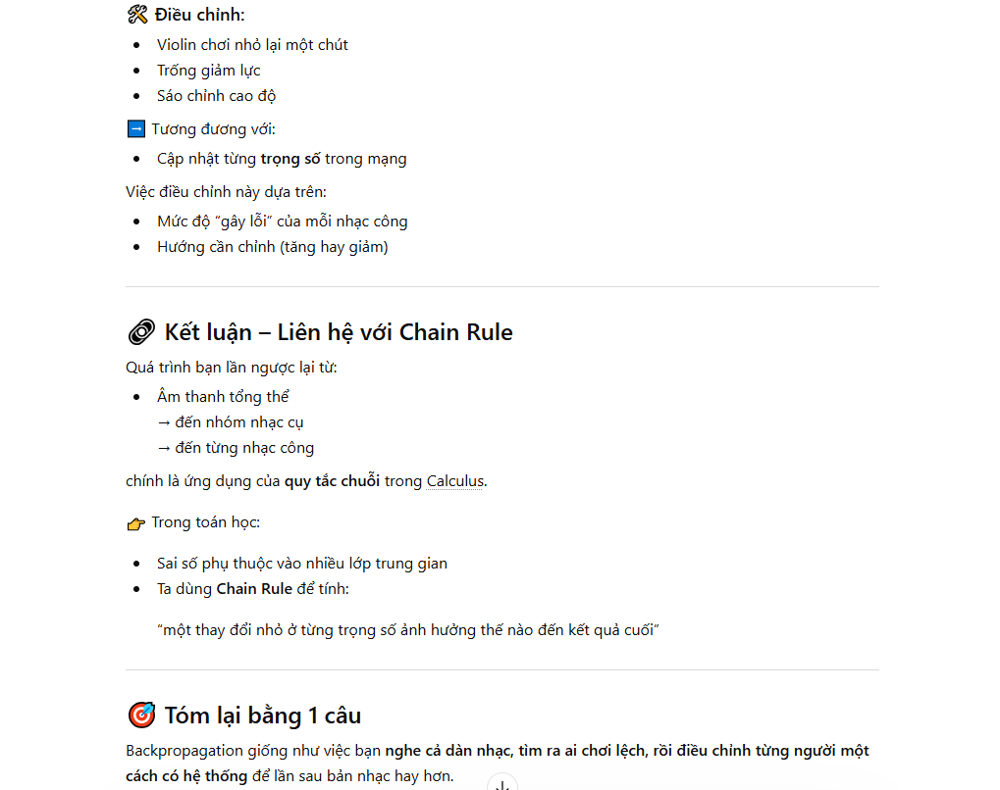 🛠️ Điều chỉnh:
• Violin chơi nhỏ lại một chút
• Trống giảm lực
• Sáo chỉnh cao độ
➡️ Tương đương với:
• Cập nhật từng trọng số trong mạng
Việc điều chỉnh này dựa trên:
• Mức độ “gây lỗi” của mỗi nhạc công
• Hướng cần chỉnh (tăng hay giảm)
🔗 Kết luận – Liên hệ với Chain Rule
Quá trình bạn lần ngược lại từ:
• Âm thanh tổng thể
→ đến nhóm nhạc cụ
→ đến từng nhạc công
chính là ứng dụng của quy tắc chuỗi trong Calculus.
👉 Trong toán học:
• Sai số phụ thuộc vào nhiều lớp trung gian
• Ta dùng Chain Rule để tính:
“một thay đổi nhỏ ở từng trọng số ảnh hưởng thế nào đến kết quả cuối”
🎯 Tóm lại bằng 1 câu
Backpropagation giống như việc bạn nghe cả dàn nhạc, tìm ra ai chơi lệch, rồi điều chỉnh từng người một
cách có hệ thống để lần sau bản nhạc hay hơn.